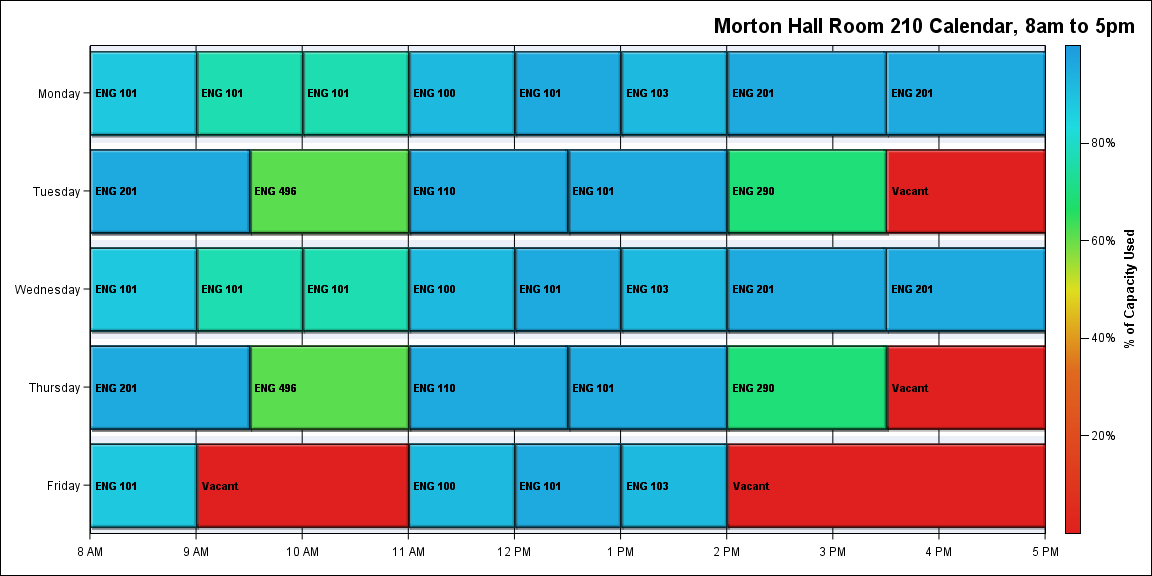 Morton Hall Room 210 Calendar, 8am to 5pm
Monday ENG 101 ENG 101 ENG 101 ENG 100 ENG 101 ENG 103 ENG 201 ENG 201
80%
Tuesday ENG 201 ENG 496 ENG 110 ENG 101 ENG 290 Vacant
60%
Wednesday ENG 101 ENG 101 ENG 101 ENG 100 ENG 101 ENG 103 ENG 201 ENG 201
% of Capacity Used
40%
Thursday ENG 201 ENG 496 ENG 110 ENG 101 ENG 290 Vacant
20%
Friday ENG 101 Vacant ENG 100 ENG 101 ENG 103 Vacant
8 AM 9 AM 10 AM 11 AM 12 PM 1 PM 2 PM 3 PM 4 PM 5 PM